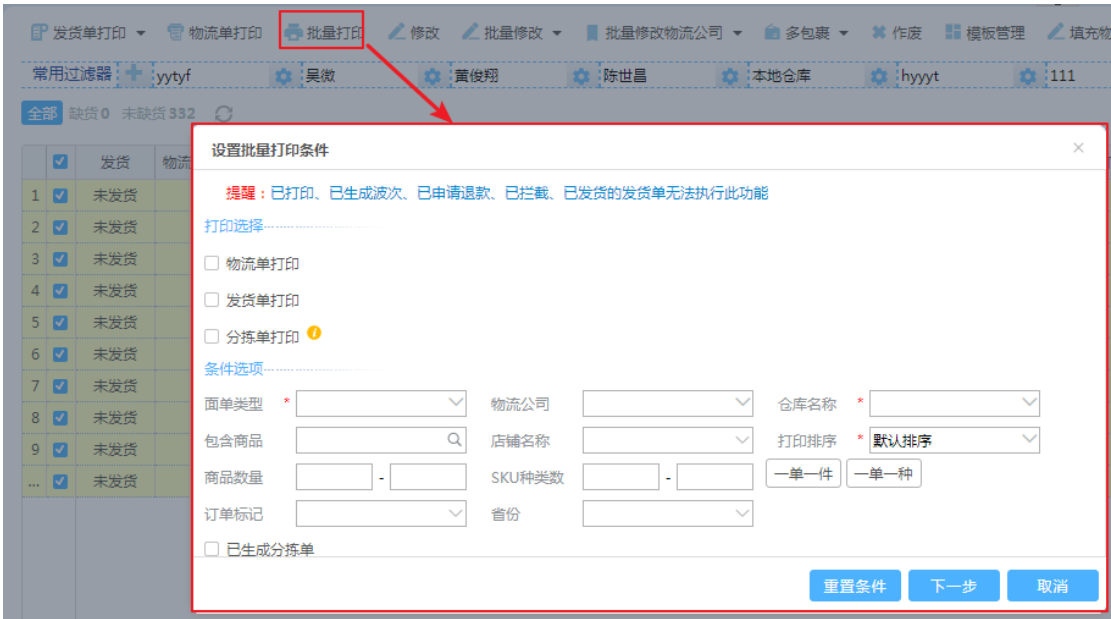 发货单打印 物流单打印 批量打印 修改 批量修改 批量修改物流公司 多包裹 作废 模板管理 填充物
常用过滤器 yytyf 吴微 黄俊翔 陈世昌 本地仓库 hyyyt 111
全部 缺货 0 未缺货 332
发货 物流
1 未发货
2 未发货
3 未发货
4 未发货
5 未发货
6 未发货
7 未发货
8 未发货
9 未发货
... 未发货
设置批量打印条件
提醒：已打印、已生成波次、已申请退款、已拦截、已发货的发货单无法执行此功能
打印选择
物流单打印
发货单打印
分拣单打印
条件选项
面单类型 * 物流公司 仓库名称 *
包含商品 店铺名称 打印排序 * 默认排序
商品数量 - SKU种类数 - 一单一件 一单一种
订单标记 省份
已生成分拣单
重置条件 下一步 取消